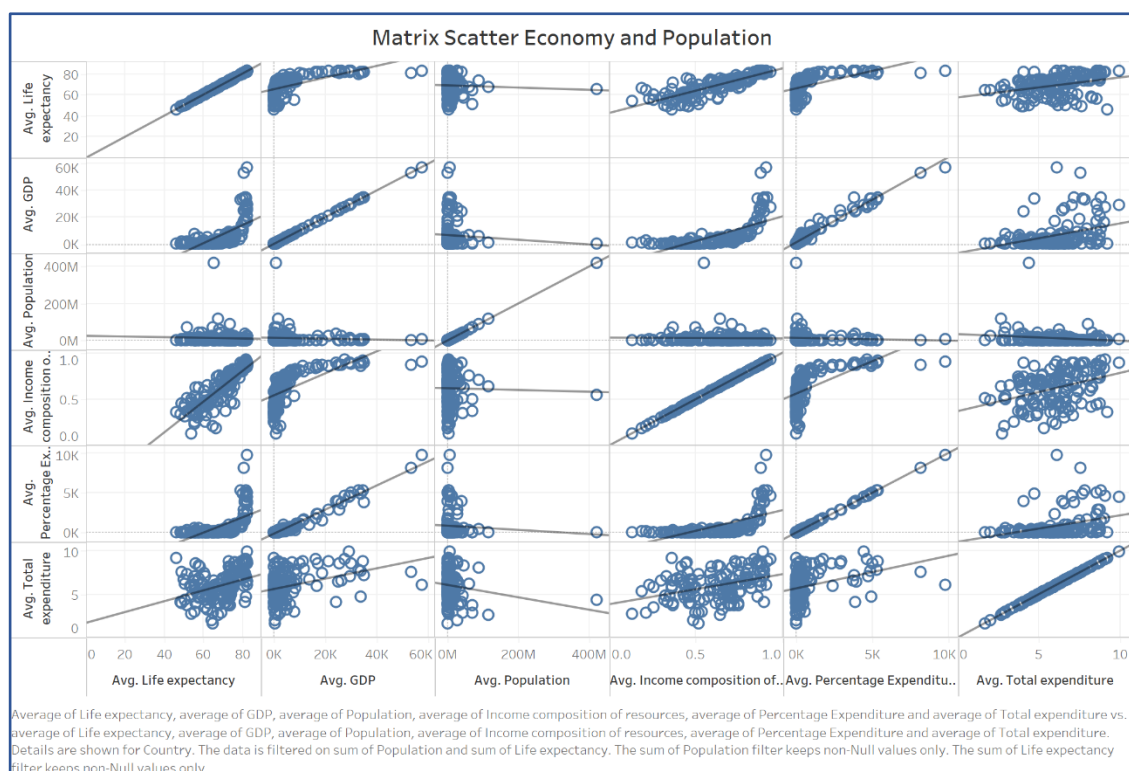 Matrix Scatter Economy and Population
Avg. Life
expectancy
80
60
40
20
Avg. GDP
60K
40K
20K
0K
Avg. Population
400M
200M
0M
Avg. Income
composition o..
1.0
0.5
0.0
Avg.
Percentage Ex..
10K
5K
0K
Avg. Total
expenditure
10
5
0
0 20 40 60 80 0K 20K 40K 60K 0M 200M 400M 0.0 0.5 1.0 0K 5K 10K 0 5 10
Avg. Life expectancy Avg. GDP Avg. Population Avg. Income composition of.. Avg. Percentage Expenditu.. Avg. Total expenditure
Average of Life expectancy, average of GDP, average of Population, average of Income composition of resources, average of Percentage Expenditure and average of Total expenditure vs.
average of Life expectancy, average of GDP, average of Population, average of Income composition of resources, average of Percentage Expenditure and average of Total expenditure.
Details are shown for Country. The data is filtered on sum of Population and sum of Life expectancy. The sum of Population filter keeps non-Null values only. The sum of Life expectancy
filter keeps non-Null values only.